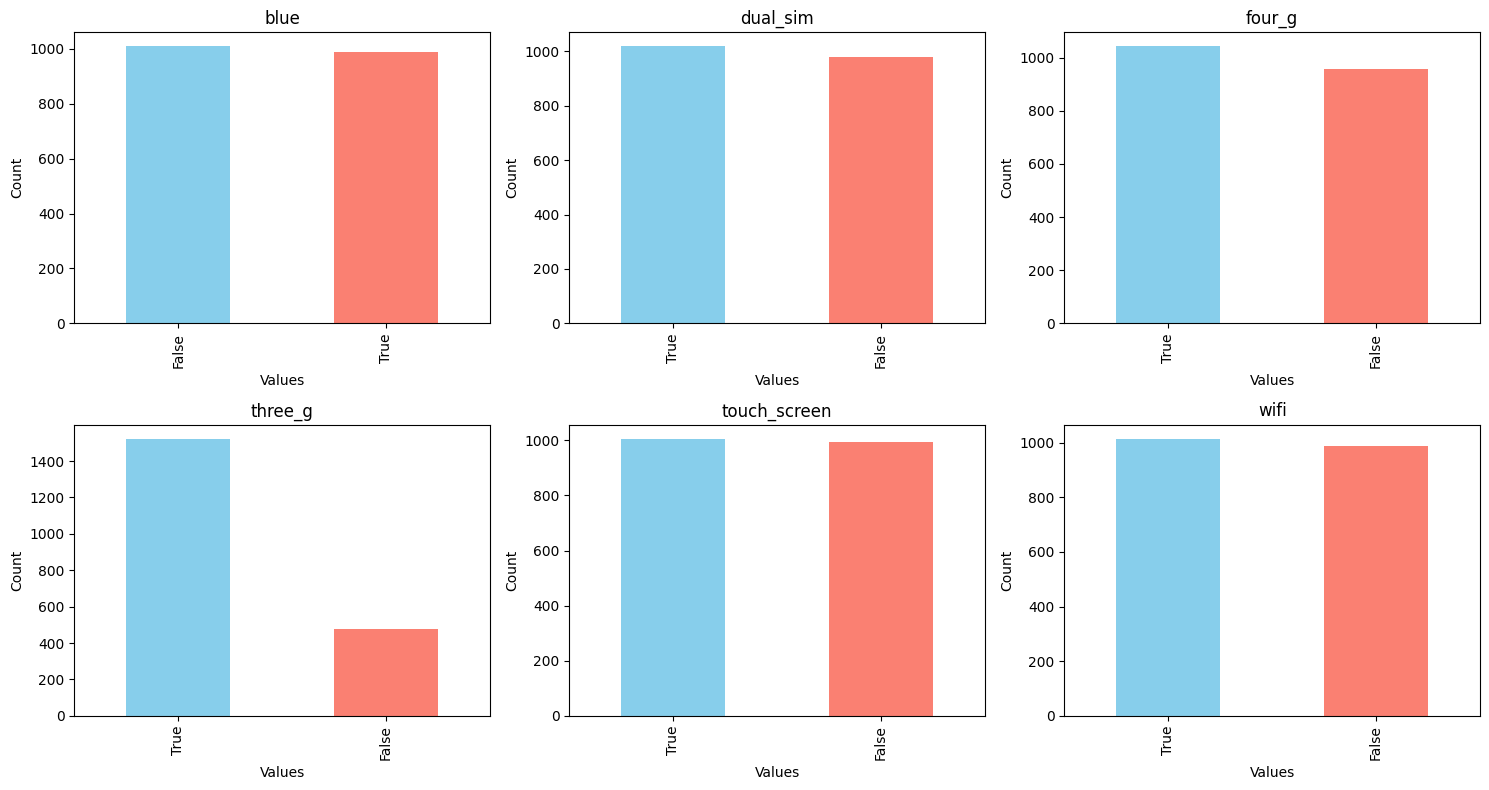 blue
1000
800
600
400
200
0
Count
False
True
Values
dual_sim
1000
800
600
400
200
0
Count
True
False
Values
four_g
1000
800
600
400
200
0
Count
True
False
Values
three_g
1400
1200
1000
800
600
400
200
0
Count
True
False
Values
touch_screen
1000
800
600
400
200
0
Count
True
False
Values
wifi
1000
800
600
400
200
0
Count
True
False
Values